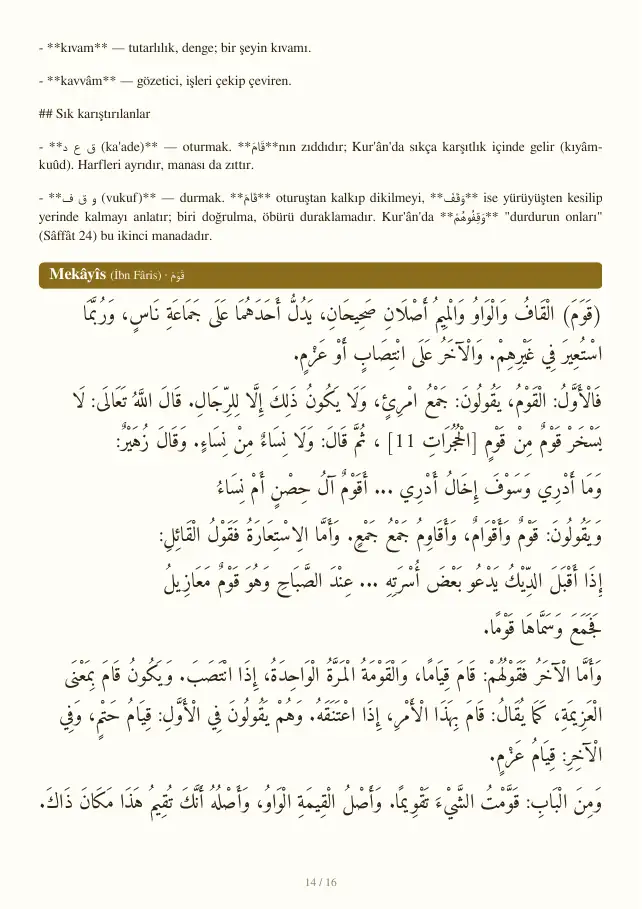 - **kıvam** — tutarlılık, denge; bir şeyin kıvamı.
- **kavvâm** — gözetici, işleri çekip çeviren.
## Sık karıştırılanlar
- **ق ع د (ka'ade)** — oturmak. **قَامَ**nın zıddıdır; Kur'ân'da sıkça karşıtlık içinde gelir (kıyâm-
kuûd). Harfleri ayrıdır, manası da zıttır.
- **و ق ف (vukuf)** — durmak. **قَامَ** oturuştan kalkıp dikilmeyi, **وَقَفَ** ise yürüyüşten kesilip
yerinde kalmayı anlatır; biri doğrulma, öbürü duraklamadır. Kur'ân'da **وَقِفُوهُمْ** "durdurun onları"
(Sâffât 24) bu ikinci manadadır.
Mekâyîs (İbn Fâris) · قَوَمَ
(قَوَمَ) الْقَافُ وَالْوَاوُ وَالْمِيمُ أَصْلَانِ صَحِيحَانِ، يَدُلُّ أَحَدُهُمَا عَلَى جَمَاعَةِ نَاسٍ، وَرُبَّمَا
اسْتُعِيرَ فِي غَيْرِهِمْ. وَالْآخَرُ عَلَى انْتِصَابٍ أَوْ عَزْمٍ.
فَالْأَوَّلُ: الْقَوْمُ، يَقُولُونَ: جَمْعُ امْرِئٍ، وَلَا يَكُونُ ذَلِكَ إِلَّا لِلرِّجَالِ. قَالَ اللَّهُ تَعَالَى: لَا
يَسْخَرْ قَوْمٌ مِنْ قَوْمٍ [الْحُجُرَاتِ 11] ، ثُمَّ قَالَ: وَلَا نِسَاءٌ مِنْ نِسَاءٍ. وَقَالَ زُهَيْرٌ:
وَمَا أَدْرِي وَسَوْفَ إِخَالُ أَدْرِي ... أَقَوْمٌ آلُ حِصْنٍ أَمْ نِسَاءُ
وَيَقُولُونَ: قَوْمٌ وَأَقْوَامٌ، وَأَقَاوِمُ جَمْعُ جَمْعٍ. وَأَمَّا الِاسْتِعَارَةُ فَقَوْلُ الْقَائِلِ:
إِذَا أَقْبَلَ الدِّيكُ يَدْعُو بَعْضَ أُسْرَتِهِ ... عِنْدَ الصَّبَاحِ وَهُوَ قَوْمٌ مَعَازِيلُ
فَجَمَعَ وَسَمَّاهَا قَوْمًا.
وَأَمَّا الْآخَرُ فَقَوْلُهُمْ: قَامَ قِيَامًا، وَالْقَوْمَةُ الْمَرَّةُ الْوَاحِدَةُ، إِذَا انْتَصَبَ. وَيَكُونُ قَامَ بِمَعْنَى
الْعَزِيمَةِ، كَمَا يُقَالُ: قَامَ بِهَذَا الْأَمْرِ، إِذَا اعْتَنَقَهُ. وَهُمْ يَقُولُونَ فِي الْأَوَّلِ: قِيَامُ حَتْمٍ، وَفِي
الْآخِرِ: قِيَامُ عَزْمٍ.
وَمِنَ الْبَابِ: قَوَّمْتُ الشَّيْءَ تَقْوِيمًا. وَأَصْلُ الْقِيمَةِ الْوَاوُ، وَأَصْلُهُ أَنَّكَ تُقِيمُ هَذَا مَكَانَ ذَاكَ.
14 / 16